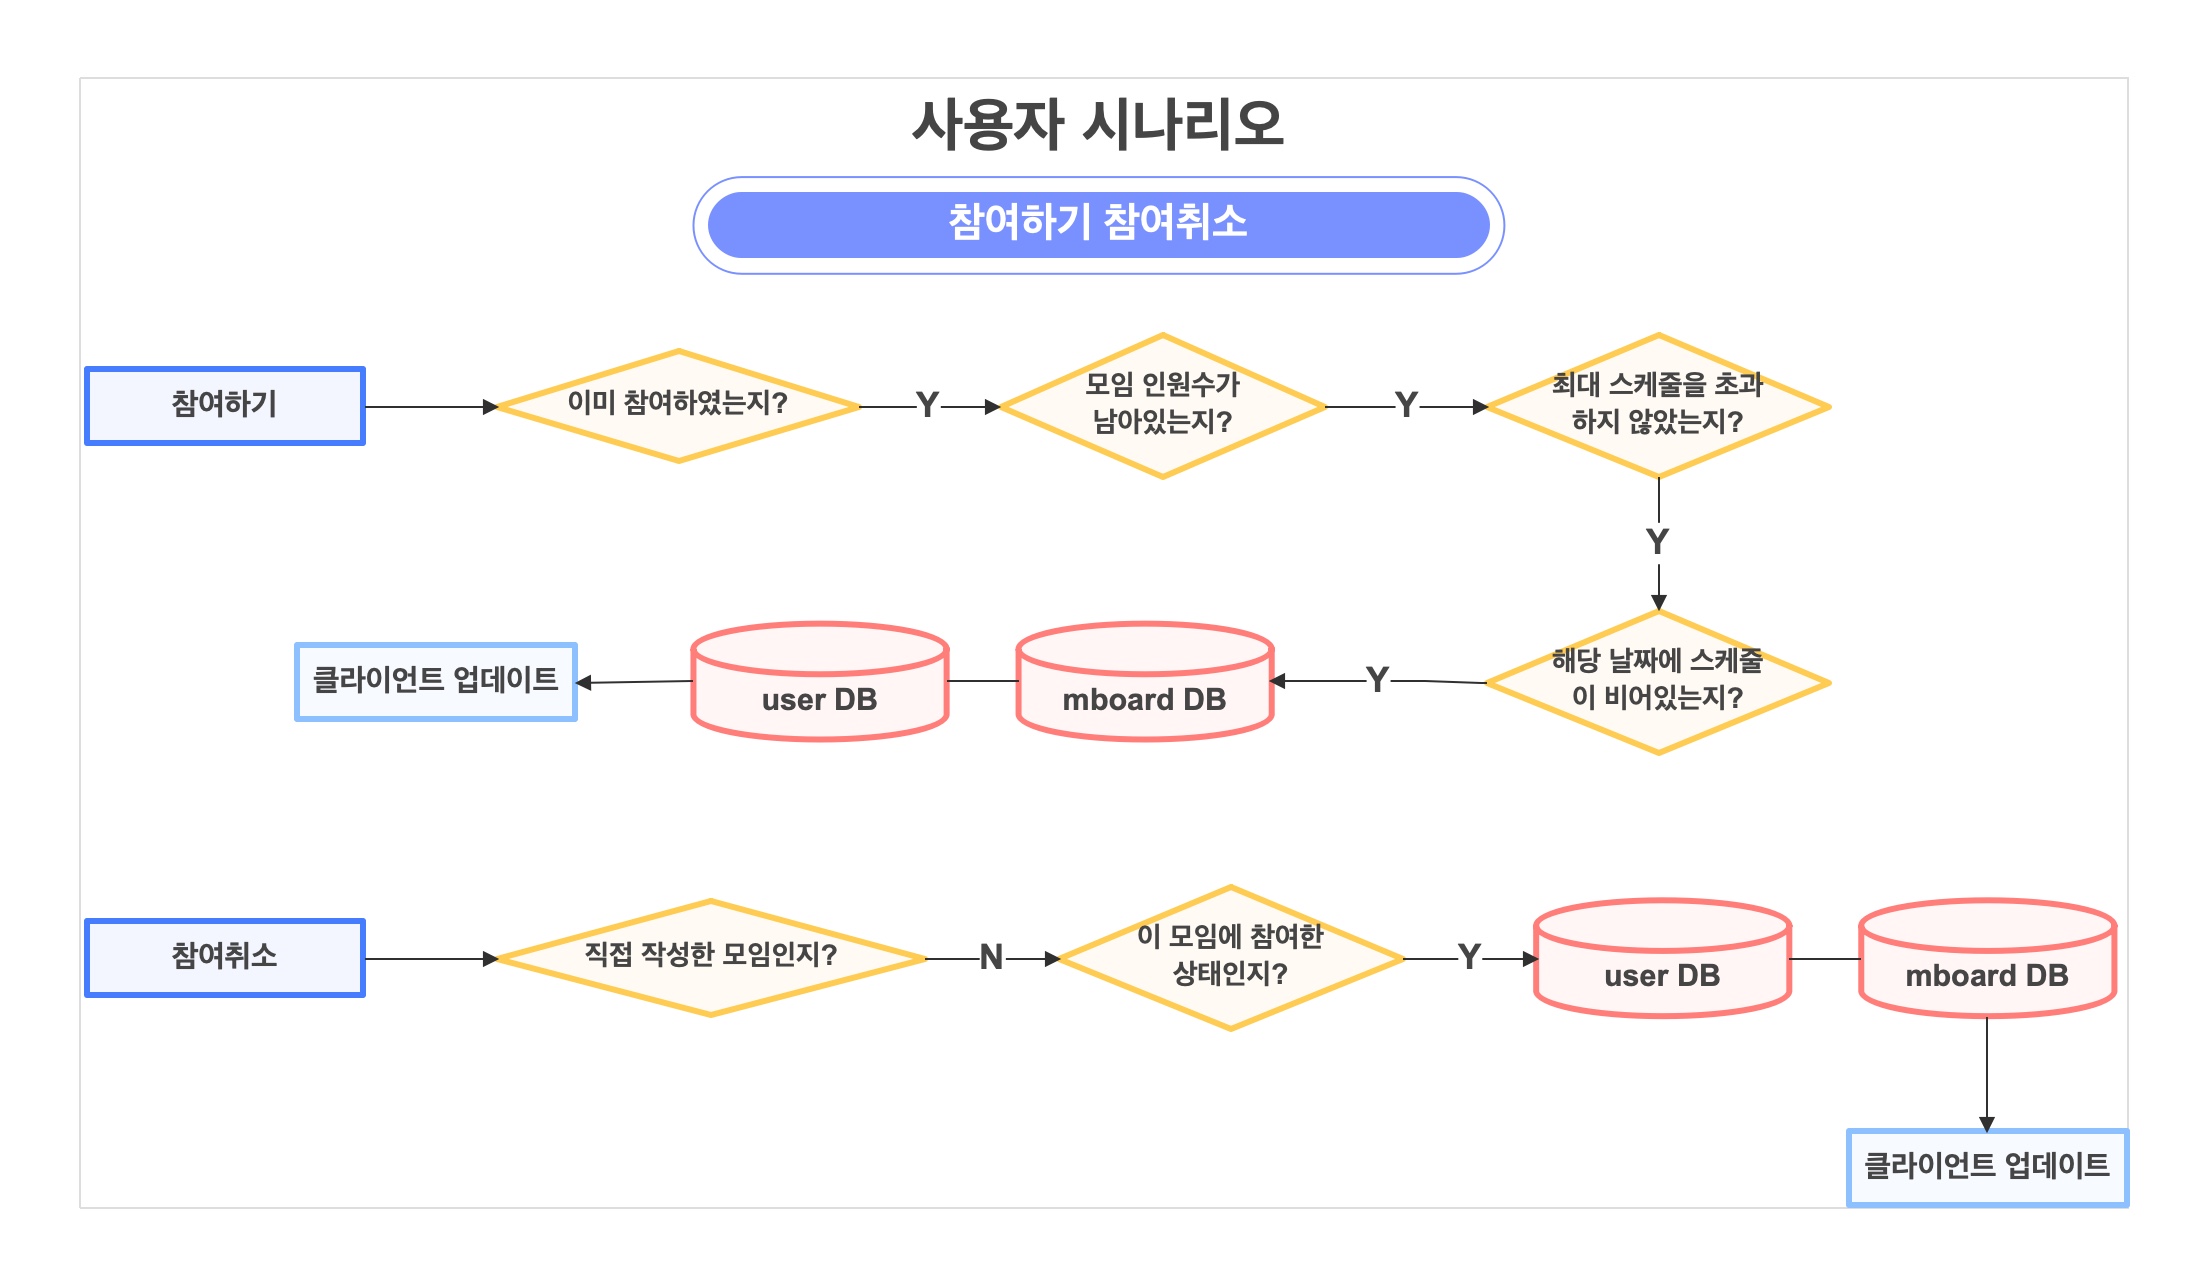 사용자 시나리오
참여하기 참여취소
참여하기
이미 참여하였는지?
Y
모임 인원수가
남아있는지?
Y
최대 스케줄을 초과
하지 않았는지?
Y
해당 날짜에 스케줄
이 비어있는지?
Y
mboard DB
user DB
클라이언트 업데이트
참여취소
직접 작성한 모임인지?
N
이 모임에 참여한
상태인지?
Y
user DB
mboard DB
클라이언트 업데이트